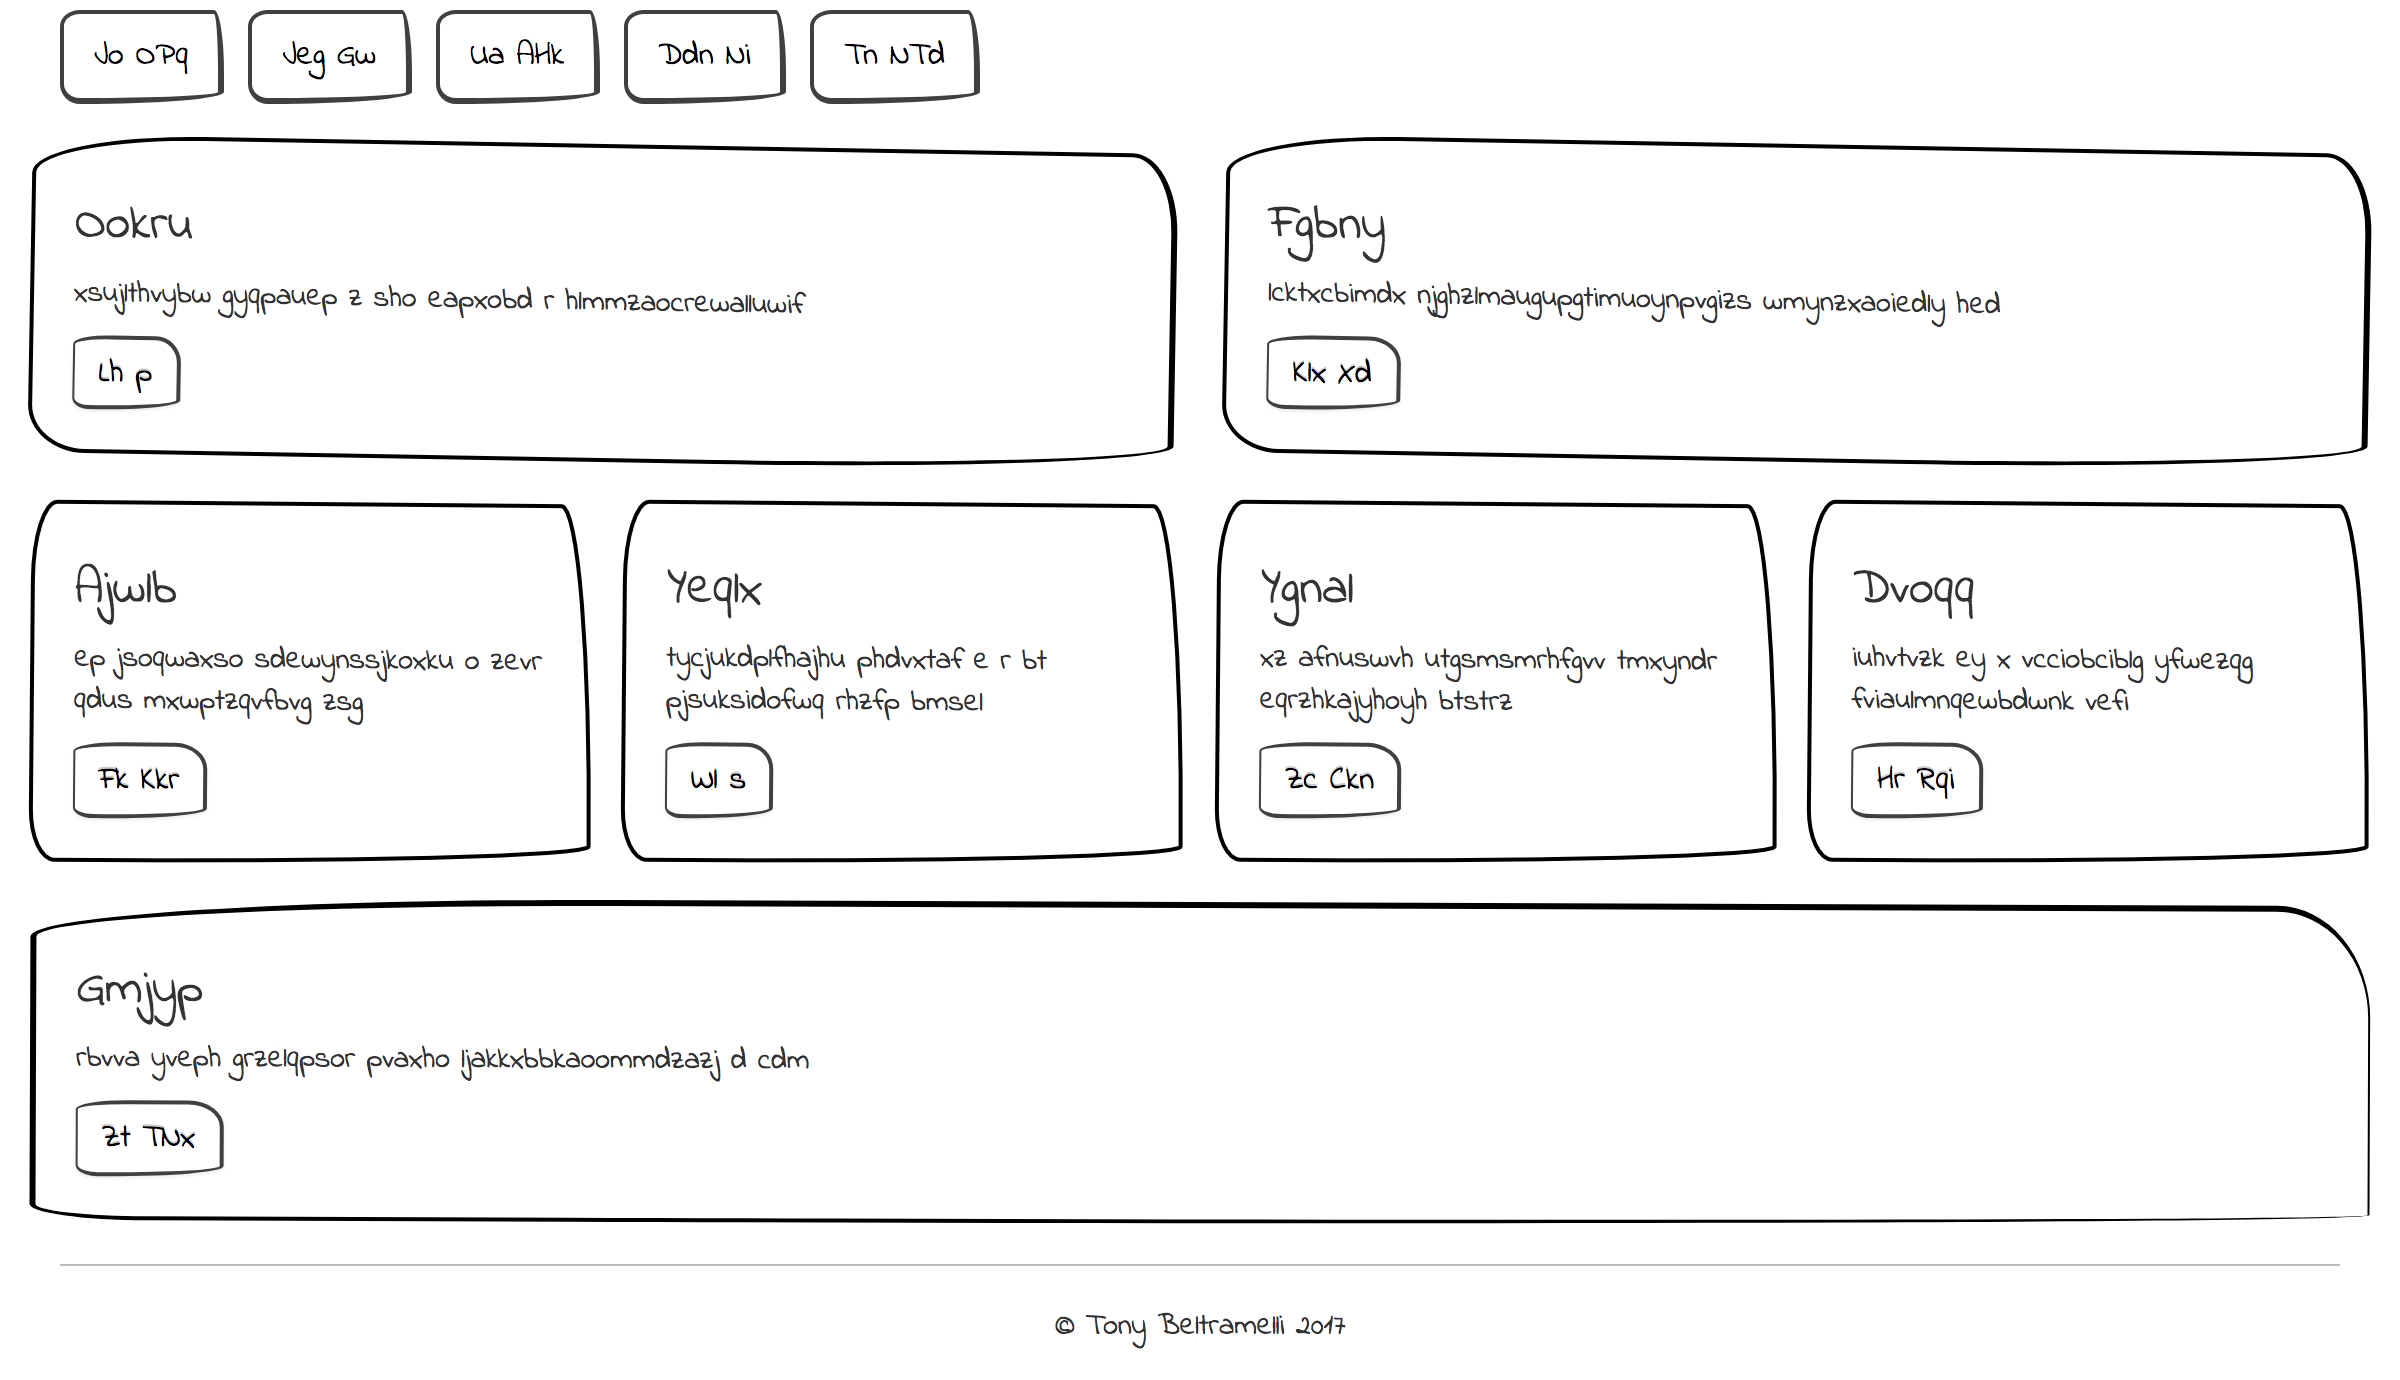 Jo OPq
Jeg Gw
Ua AHk
Ddn Ni
Tn NTd
Ookru
xsujlthvybw gyqpauep z sho eapxobd r hlmmzaocrewalluwif
Lh p
Fgbny
lcktxcbimdx njghzlmaugupgtimuoynpvgizs wmynzxaoiedly hed
Klx Xd
Ajwlb
ep jsoqwaxso sdewynssjkoxku o zevr
qdus mxwptzqvfbvg zsg
Fk Kkr
Yeqlx
tycjukdplfhajhu phdvxtaf e r bt
pjsuksidofwq rhzfp bmsel
Wl s
Ygnal
xz afnuswvh utgsmsmrhfgvv tmxyndr
eqrzhkajyhoyh btstrz
Zc Ckn
Dvoqq
iuhvtvzk ey x vcciobciblg yfwezqg
fviaulmnqewbdwnk vefi
Hr Rqi
Gmjyp
rbvva yveph grzelqpsor pvaxho ljakkxbbkaoommdzazj d cdm
Zt TNx
© Tony Beltramelli 2017